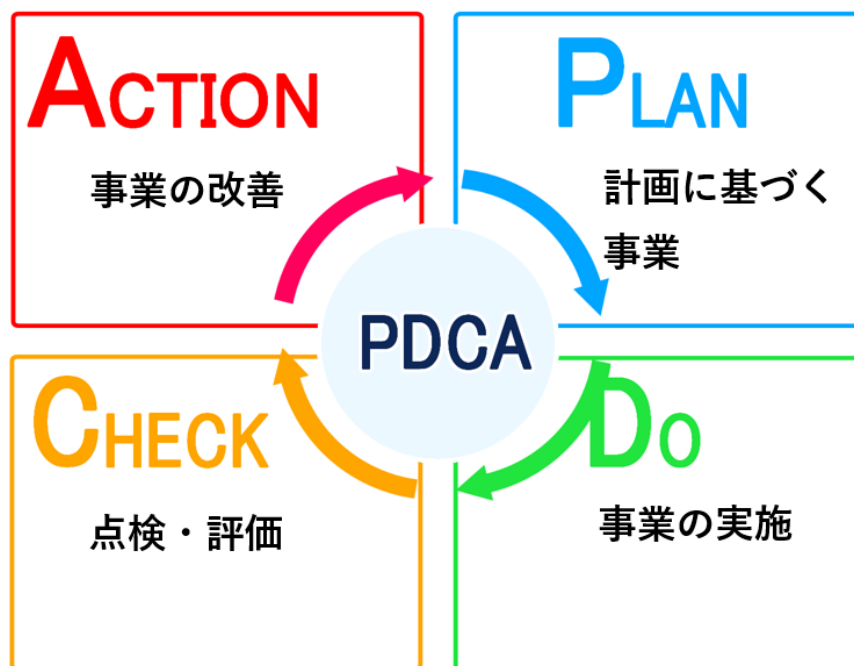 ACTION
事業の改善
PLAN
計画に基づく
事業
PDCA
CHECK
点検・評価
DO
事業の実施